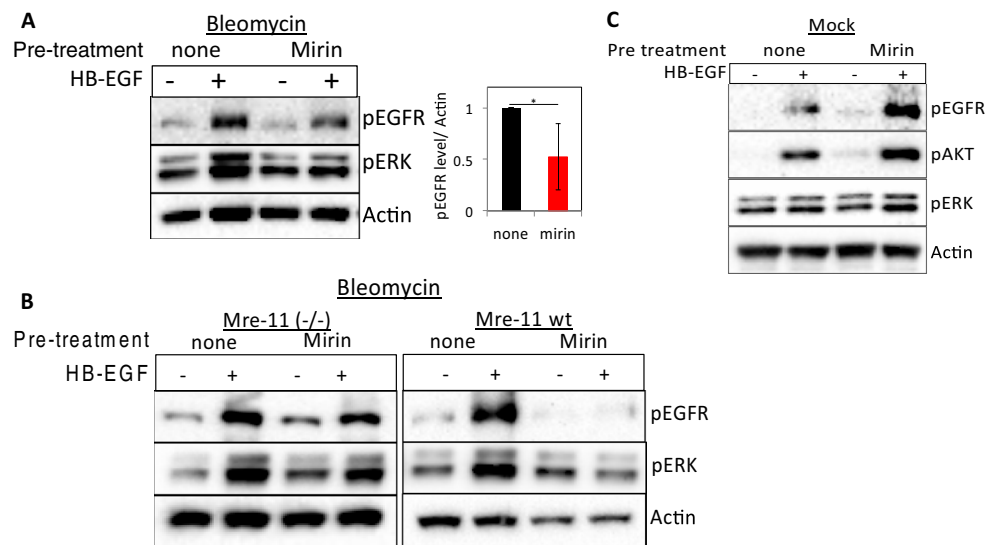 A
Bleomycin
Pre-treatment none Mirin
HB-EGF - + - +
pEGFR
pERK
Actin
pEGFR level/ Actin
1
0.5
0
*
none mirin
C
Mock
Pre treatment none Mirin
HB-EGF - + - +
pEGFR
pAKT
pERK
Actin
B
Bleomycin
Mre-11 (-/-) Mre-11 wt
Pre-treatment none Mirin none Mirin
HB-EGF - + - + - + - +
pEGFR
pERK
Actin